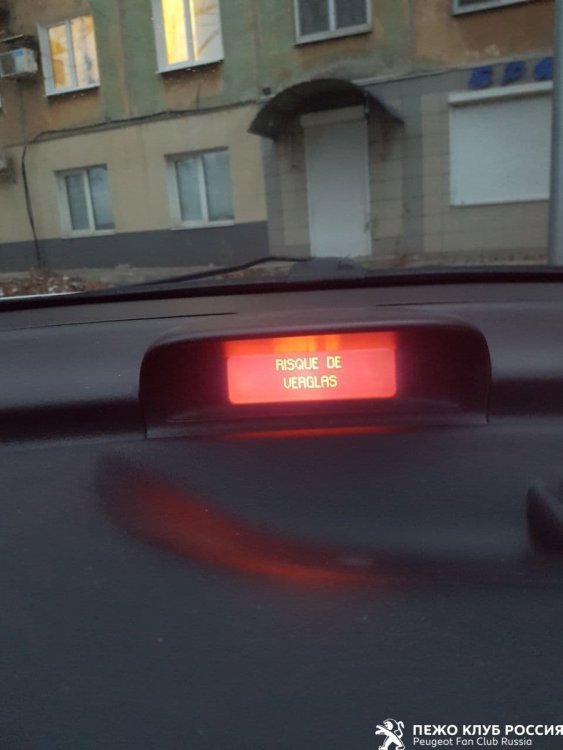 RISQUE DE
VERGLAS
ПЕЖО КЛУБ РОССИЯ
Peugeot Fan Club Russia